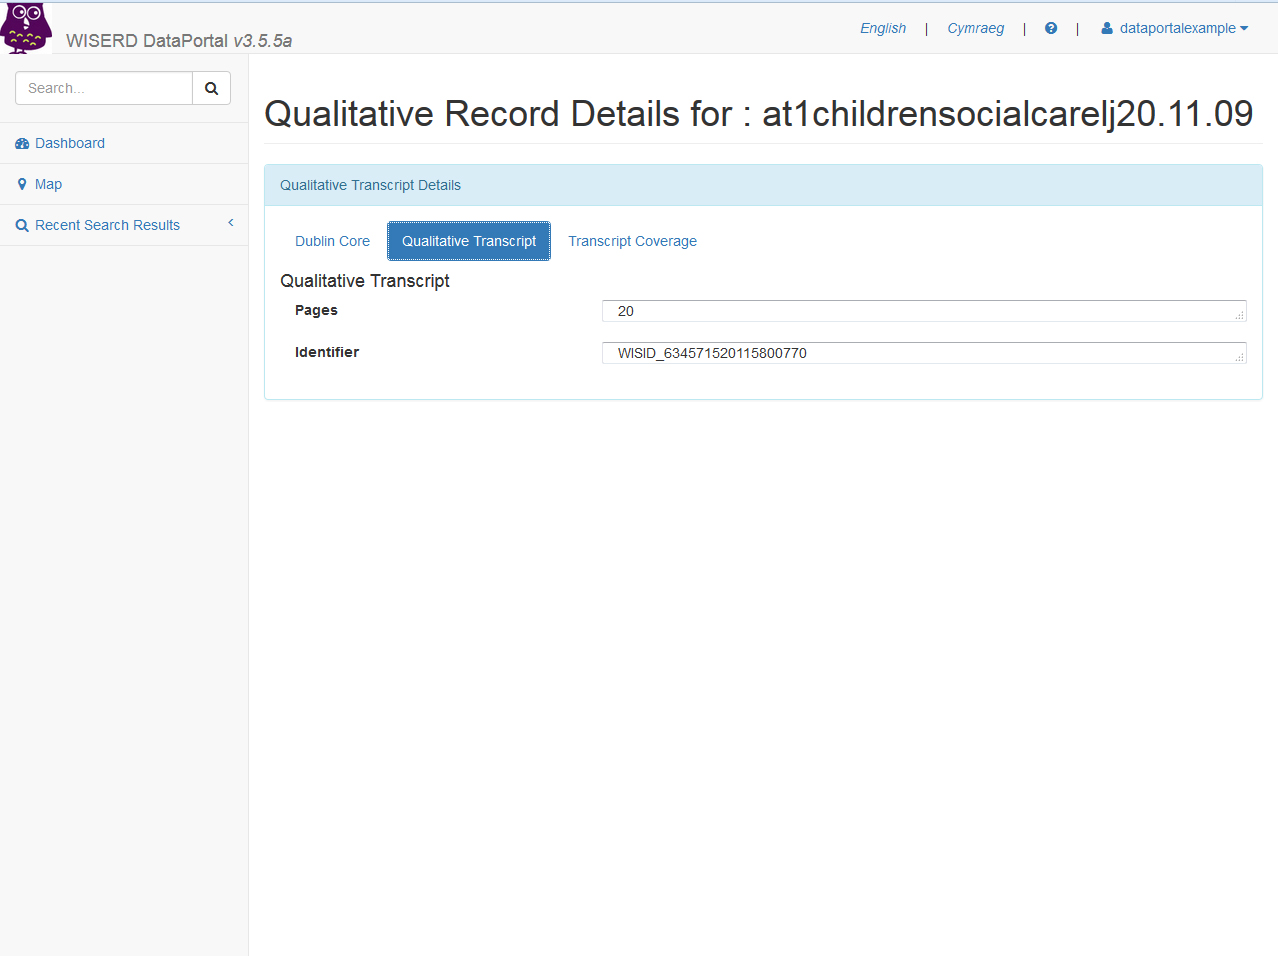 WISERD DataPortal v3.5.5a
English | Cymraeg | | dataportalexample
Search...
Dashboard
Map
Recent Search Results
Qualitative Record Details for : at1childrensocialcarelj20.11.09
Qualitative Transcript Details
Dublin Core Qualitative Transcript Transcript Coverage
Qualitative Transcript
Pages 20
Identifier WISID_634571520115800770